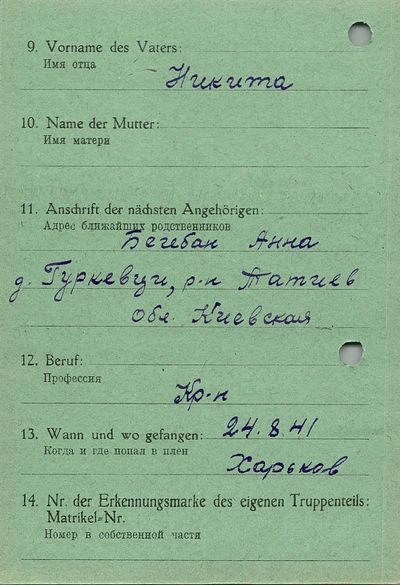 9. Vorname des Vaters:
Имя отца
Никита
10. Name der Mutter:
Имя матери
11. Anschrift der nächsten Angehörigen:
Адрес ближайших родственников
Бегебан Анна
д. Гуркевци, р-н Татиев
Обл. Киевская
12. Beruf:
Профессия
Кр-н
13. Wann und wo gefangen: 24.8.41
Когда и где попал в плен
Харьков
14. Nr. der Erkennungsmarke des eigenen Truppenteils:
Matrikel-Nr.
Номер в собственной части